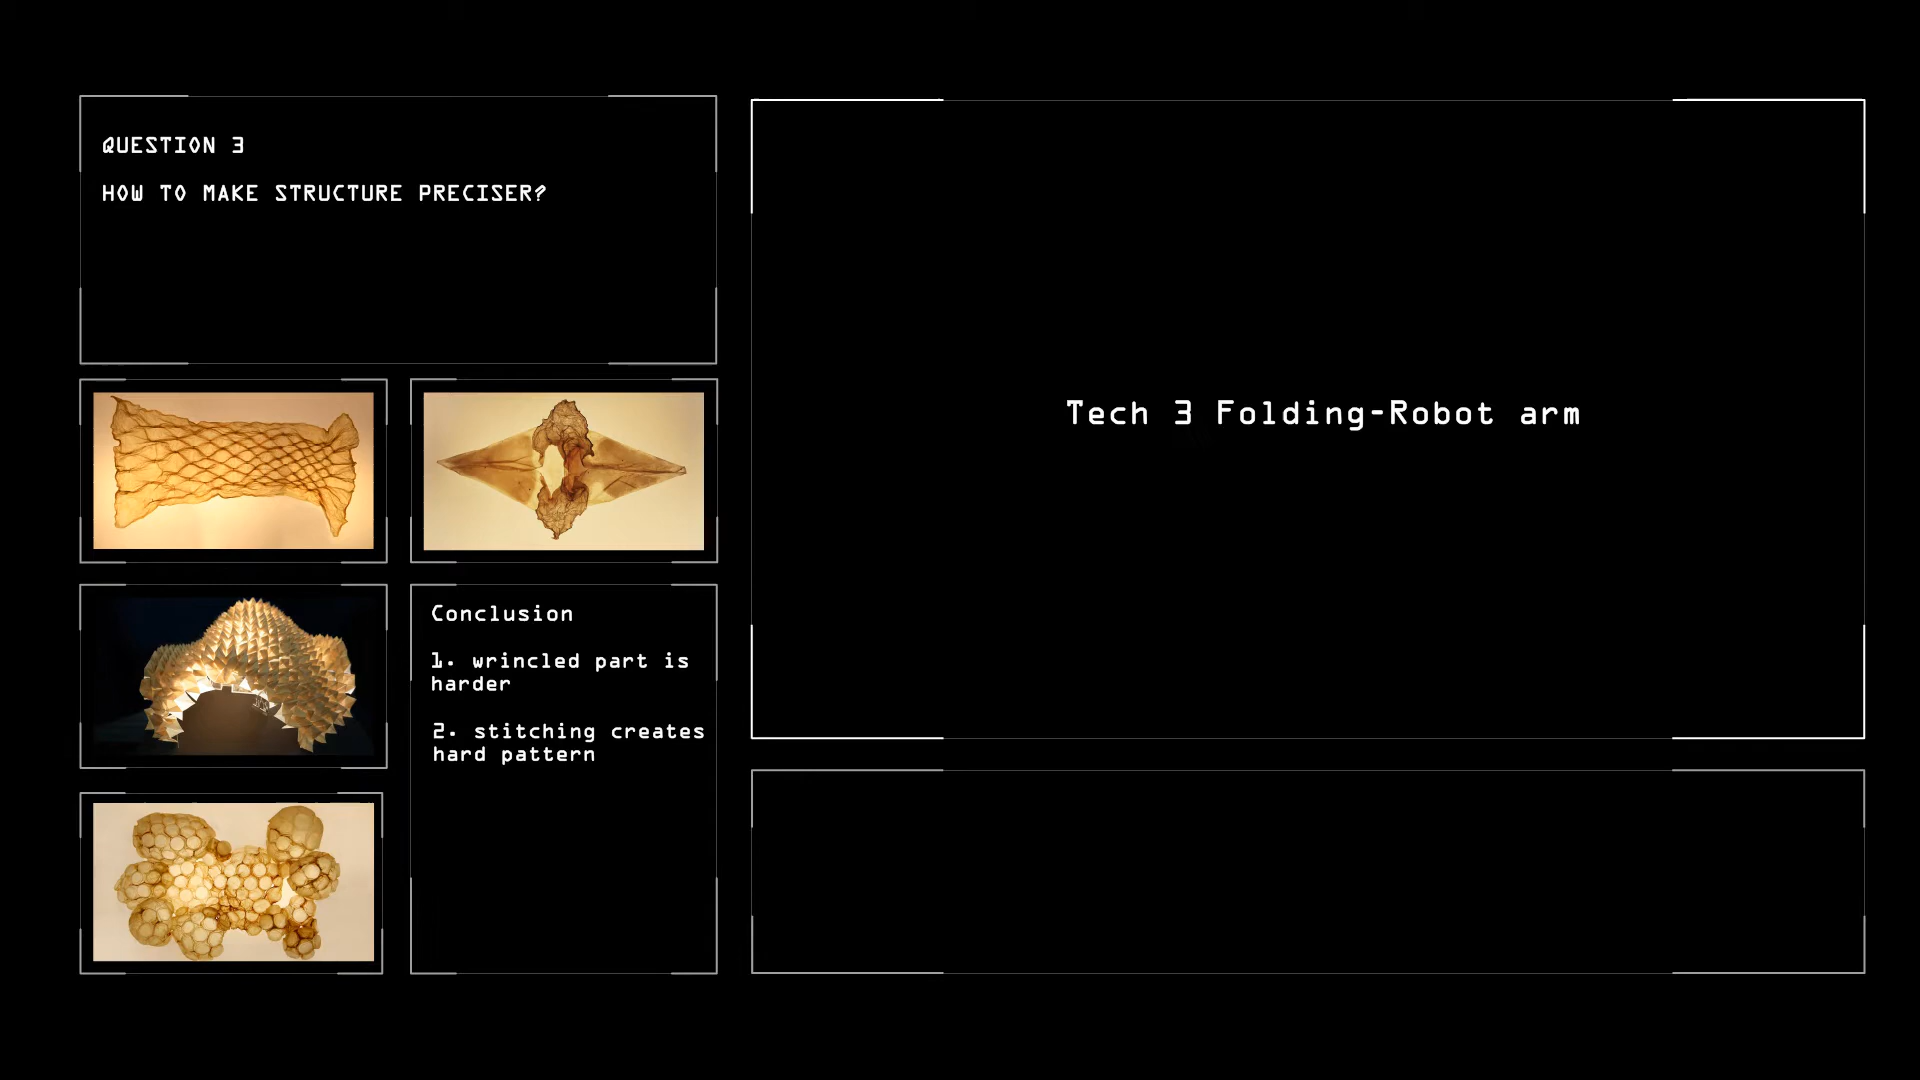 QUESTION 3
HOW TO MAKE STRUCTURE PRECISER?
Conclusion
1. wrincled part is
harder
2. stitching creates
hard pattern
Tech 3 Folding-Robot arm